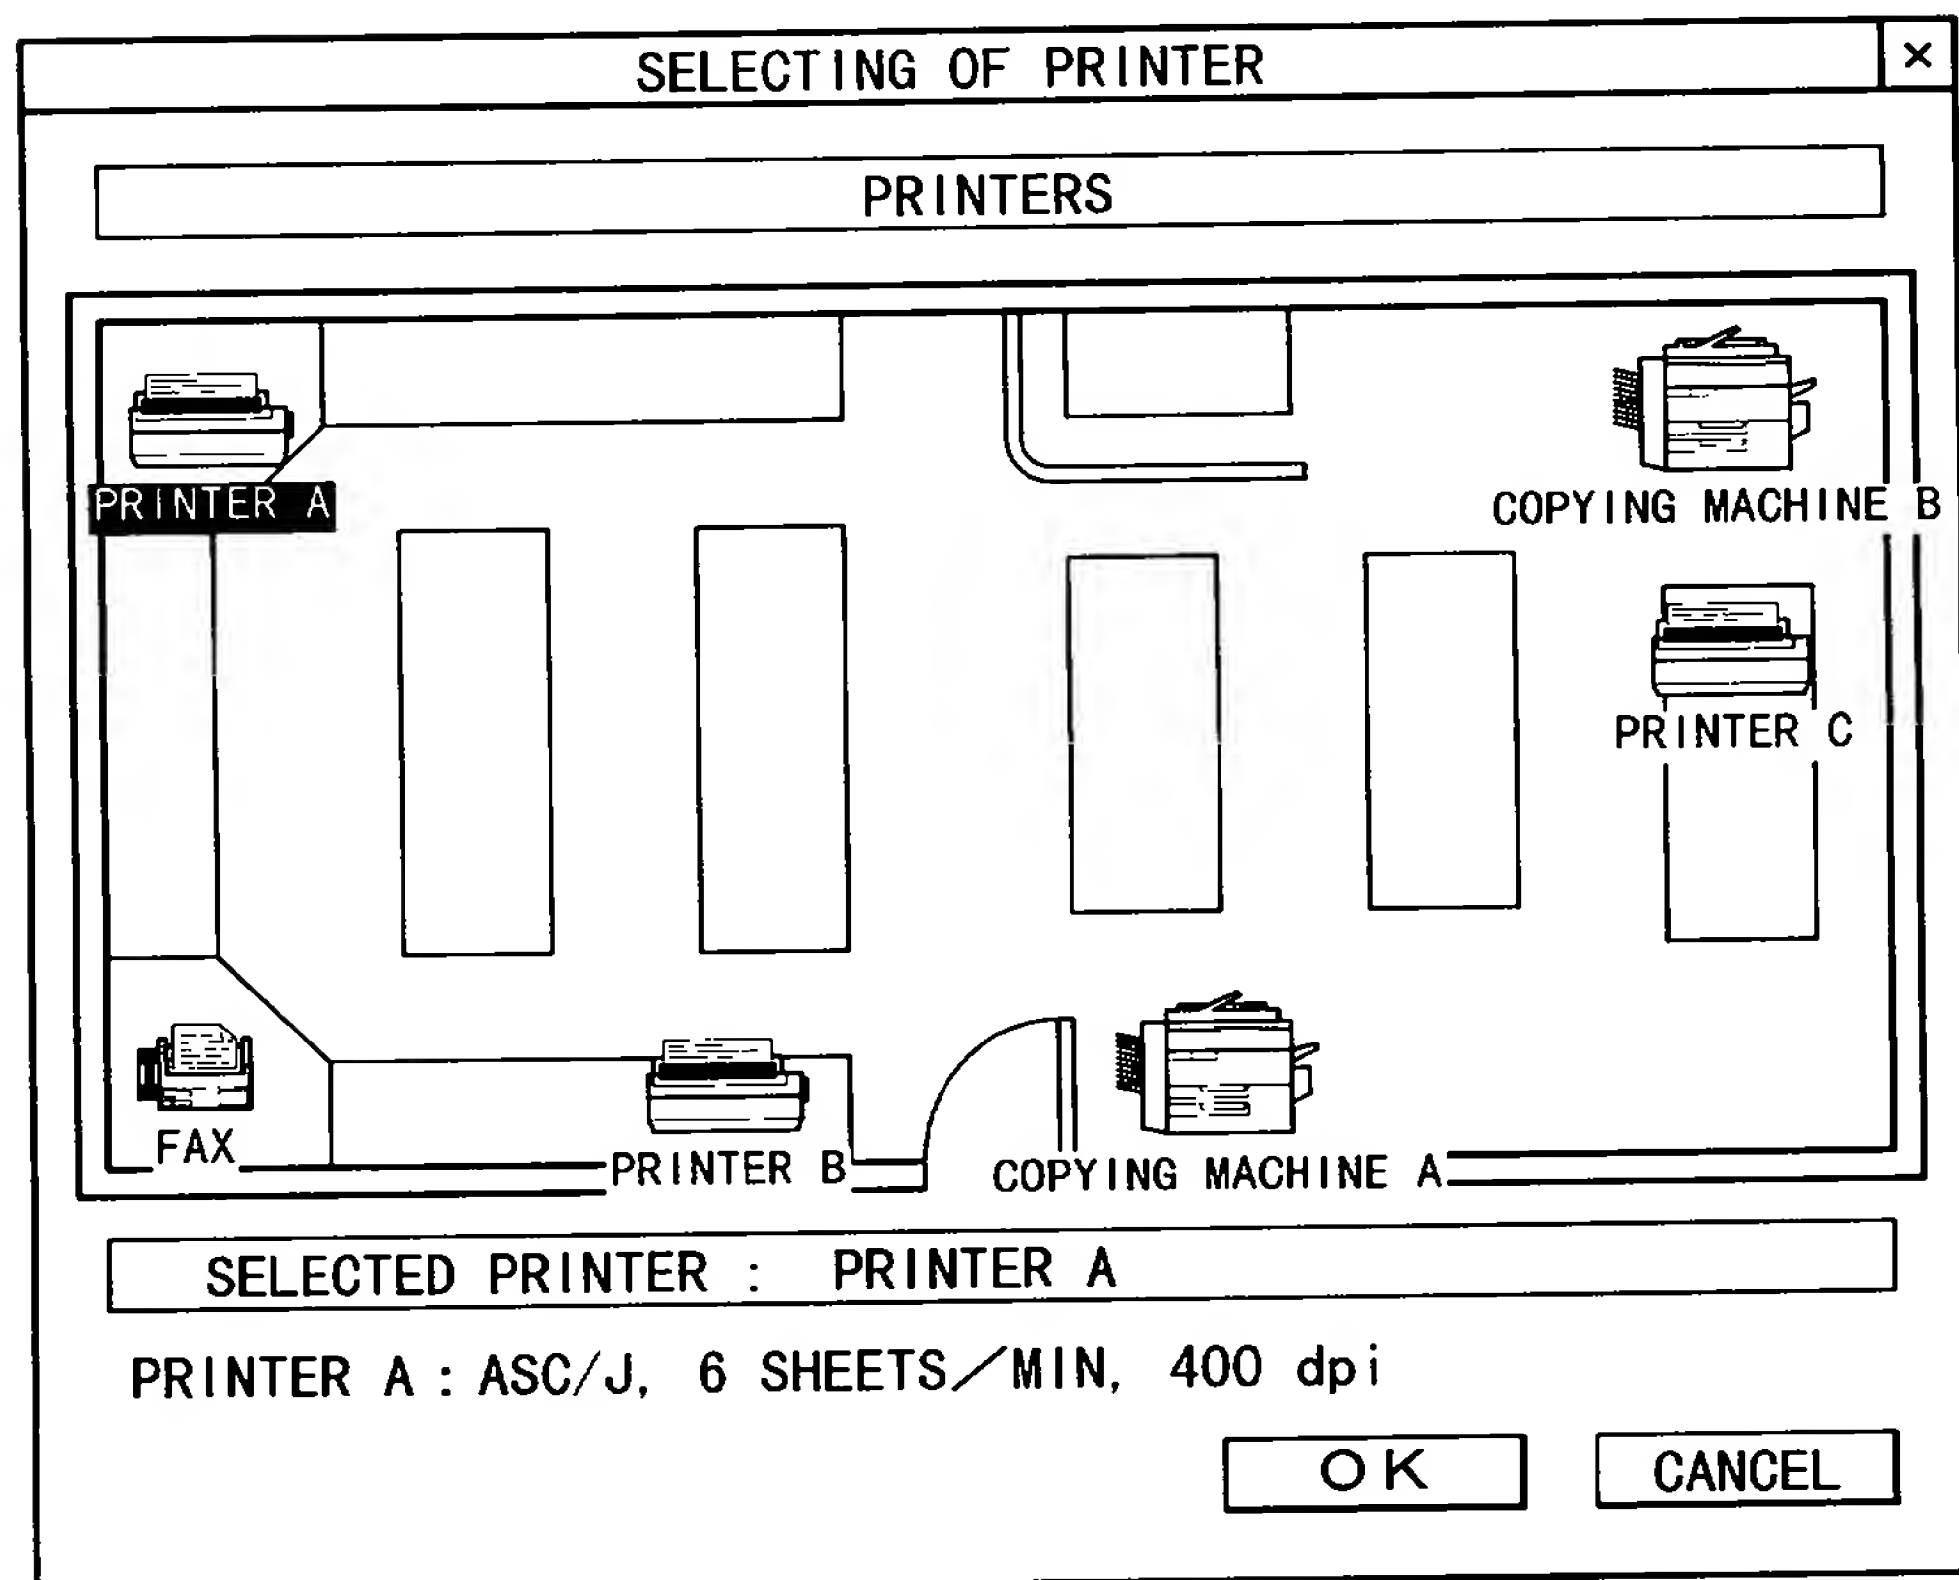 SELECTING OF PRINTER ×
PRINTERS
PRINTER A
COPYING MACHINE B
PRINTER C
FAX
PRINTER B
COPYING MACHINE A
SELECTED PRINTER : PRINTER A
PRINTER A : ASC/J, 6 SHEETS/MIN, 400 dpi
OK CANCEL